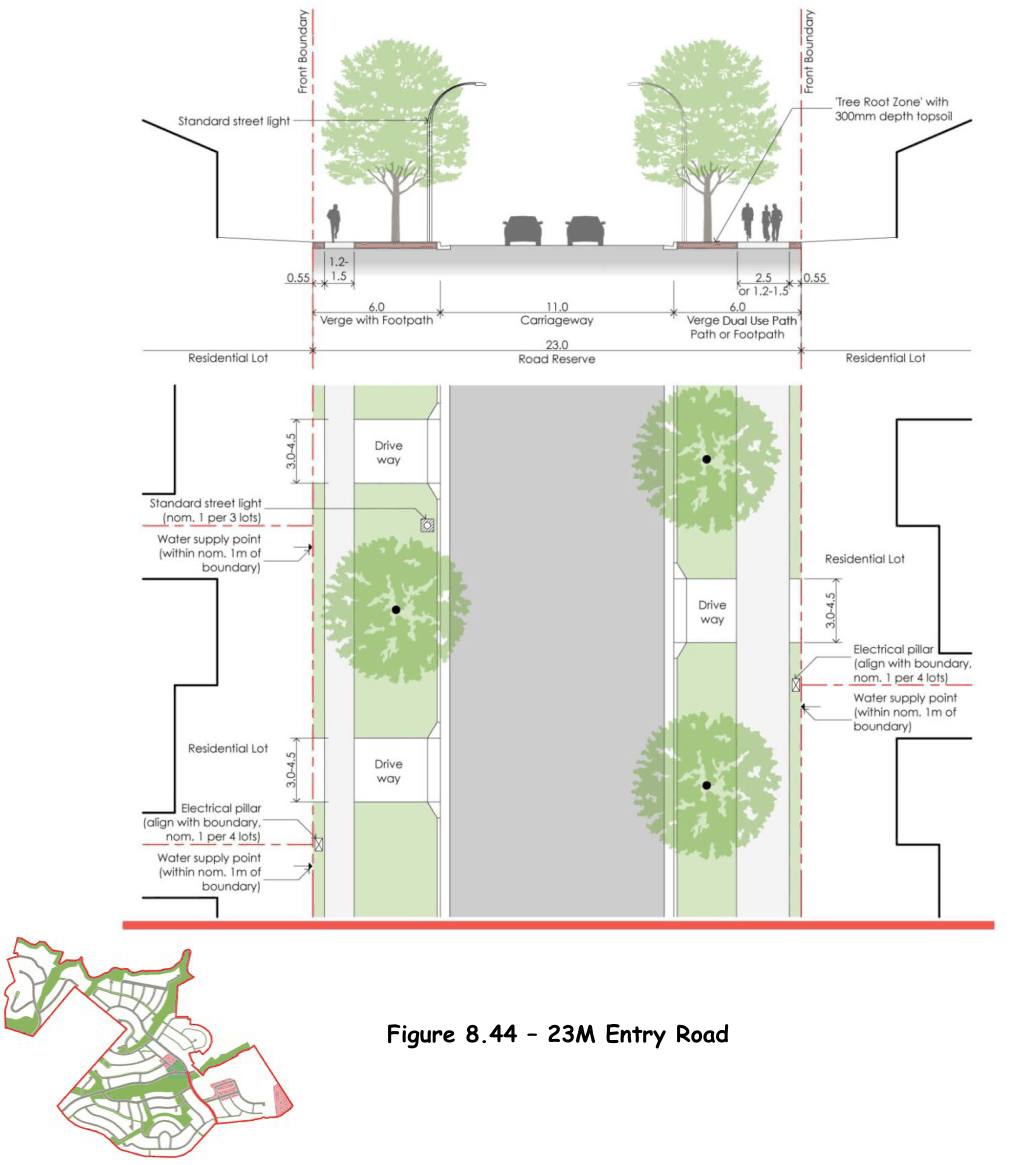 Front Boundary
Front Boundary
Standard street light
'Tree Root Zone' with
300mm depth topsoil
1.2-
1.5
0.55
2.5
or 1.2-1.5
0.55
6.0
Verge with Footpath
11.0
Carriageway
6.0
Verge Dual Use Path
Path or Footpath
23.0
Road Reserve
Residential Lot
Residential Lot
3.0-4.5
Drive
way
Standard street light
(nom. 1 per 3 lots)
Water supply point
(within nom. 1m of
boundary)
Residential Lot
Drive
way
3.0-4.5
Electrical pillar
(align with boundary,
nom. 1 per 4 lots)
Water supply point
(within nom. 1m of
boundary)
Residential Lot
3.0-4.5
Drive
way
Electrical pillar
(align with boundary,
nom. 1 per 4 lots)
Water supply point
(within nom. 1m of
boundary)
Figure 8.44 – 23M Entry Road